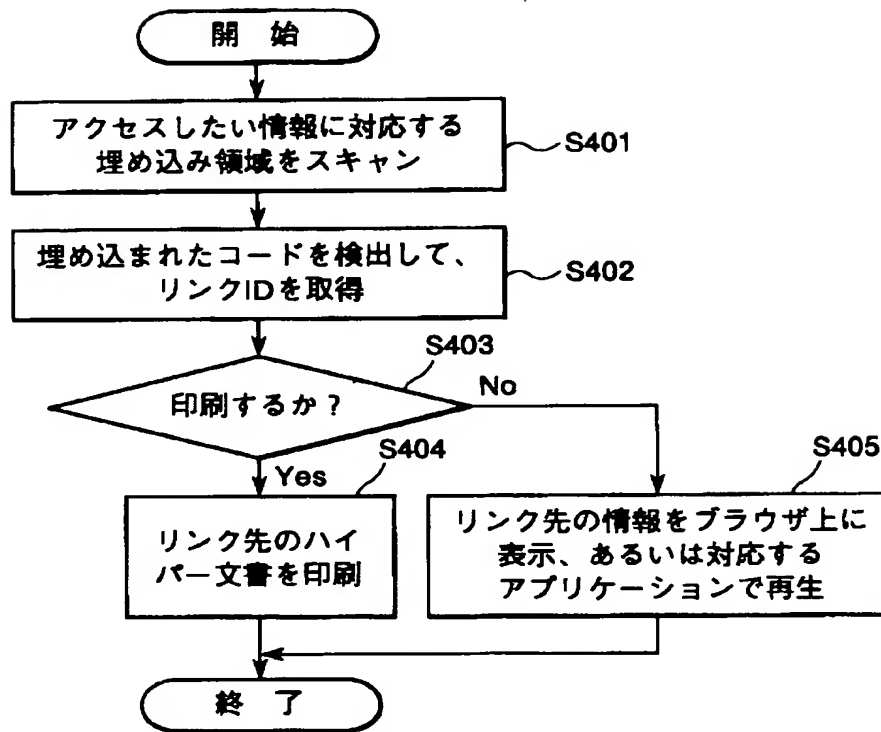 開 始
アクセスしたい情報に対応する
埋め込み領域をスキャン
S401
埋め込まれたコードを検出して、
リンクIDを取得
S402
S403
印刷するか?
No
Yes
S404
リンク先のハイ
パー文書を印刷
S405
リンク先の情報をブラウザ上に
表示、あるいは対応する
アプリケーションで再生
終 了